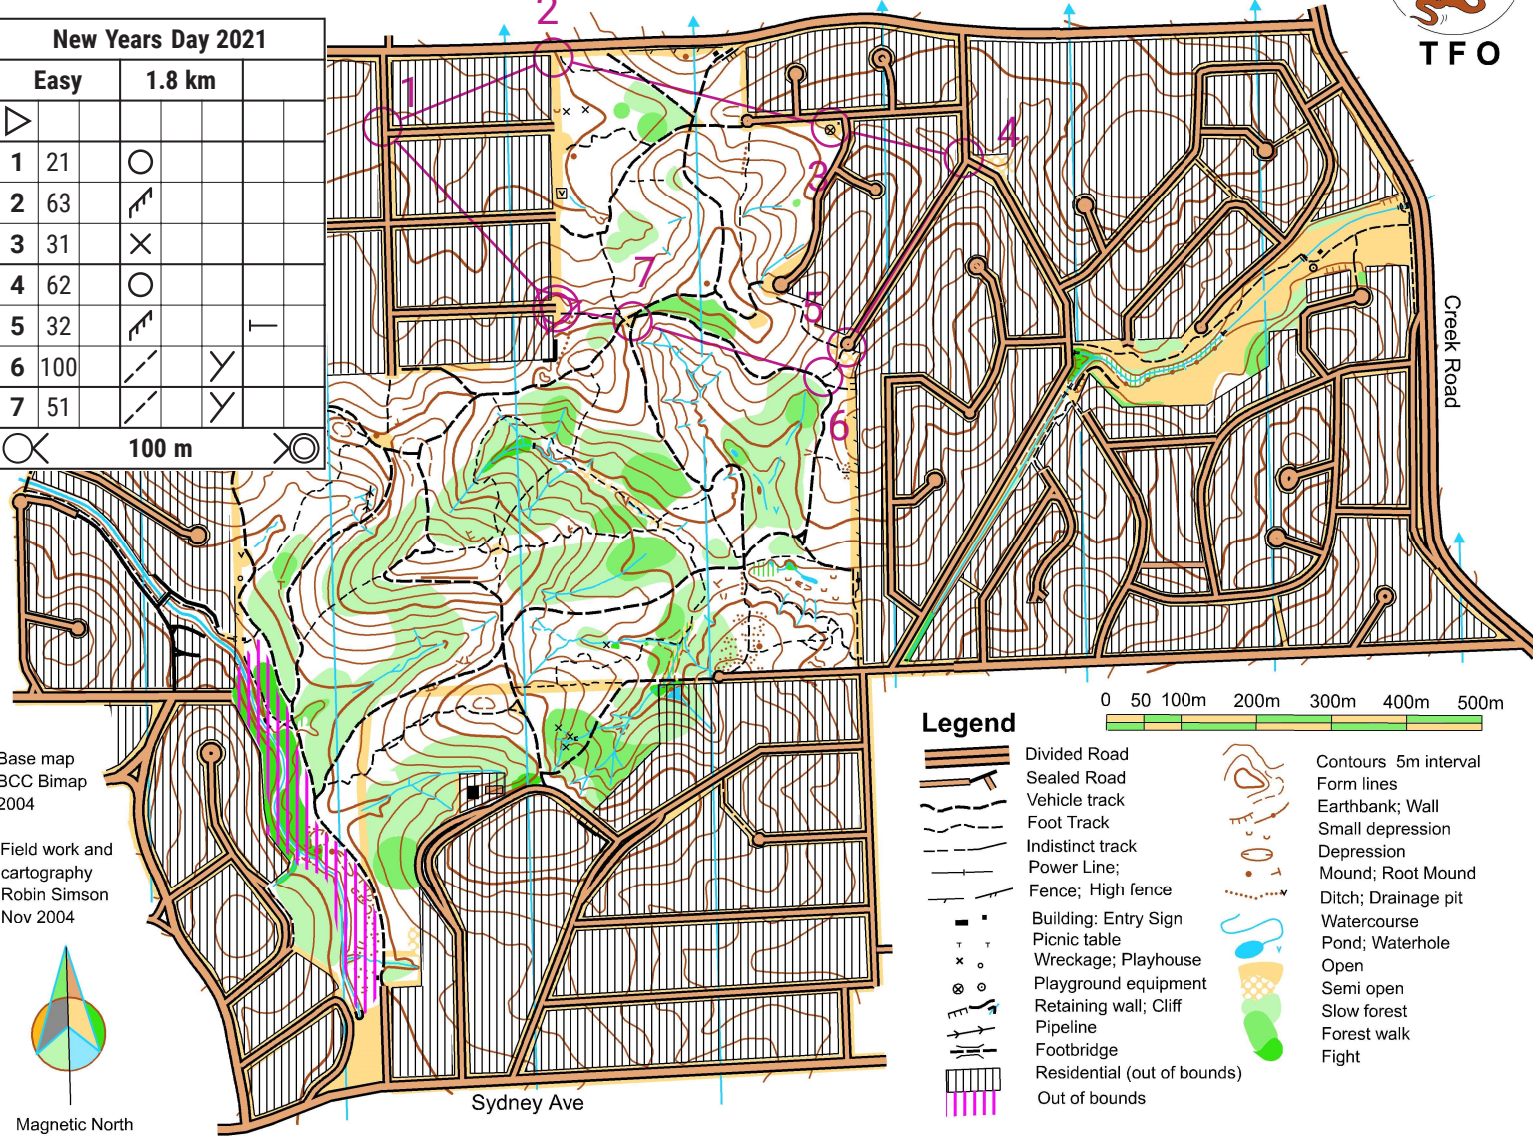 New Years Day 2021
Easy 1.8 km
1 21
2 63
3 31
4 62
5 32
6 100
7 51
100 m
1
2
3
4
5
6
7
TFO
Creek Road
Base map
BCC Bimap
2004
Field work and
cartography
Robin Simson
Nov 2004
Magnetic North
Sydney Ave
0 50 100m 200m 300m 400m 500m
Legend
Divided Road
Sealed Road
Vehicle track
Foot Track
Indistinct track
Power Line;
Fence; High fence
Building: Entry Sign
Picnic table
Wreckage; Playhouse
Playground equipment
Retaining wall; Cliff
Pipeline
Footbridge
Residential (out of bounds)
Out of bounds
Contours 5m interval
Form lines
Earthbank; Wall
Small depression
Depression
Mound; Root Mound
Ditch; Drainage pit
Watercourse
Pond; Waterhole
Open
Semi open
Slow forest
Forest walk
Fight